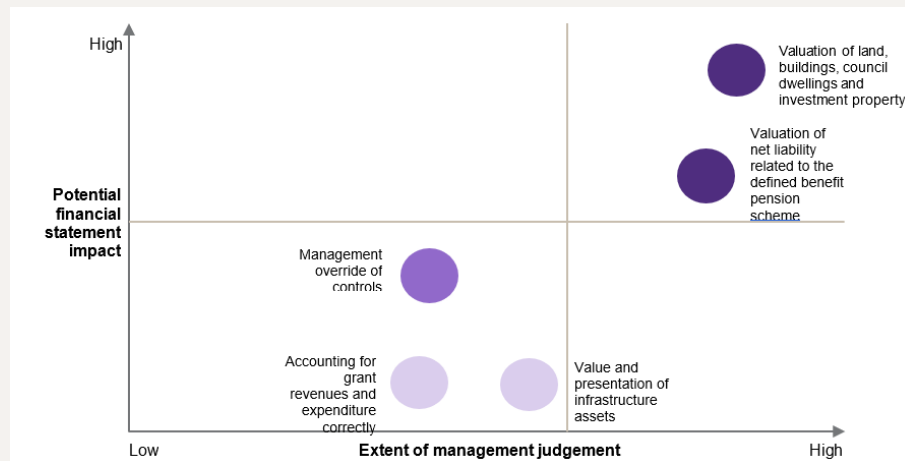 High
Valuation of land,
buildings, council
dwellings and
investment property
Valuation of
net liability
related to the
defined benefit
pension
scheme
Potential
financial
statement
impact
Management
override of
controls
Accounting for
grant
revenues and
expenditure
correctly
Value and
presentation of
infrastructure
assets
Low
Extent of management judgement
High